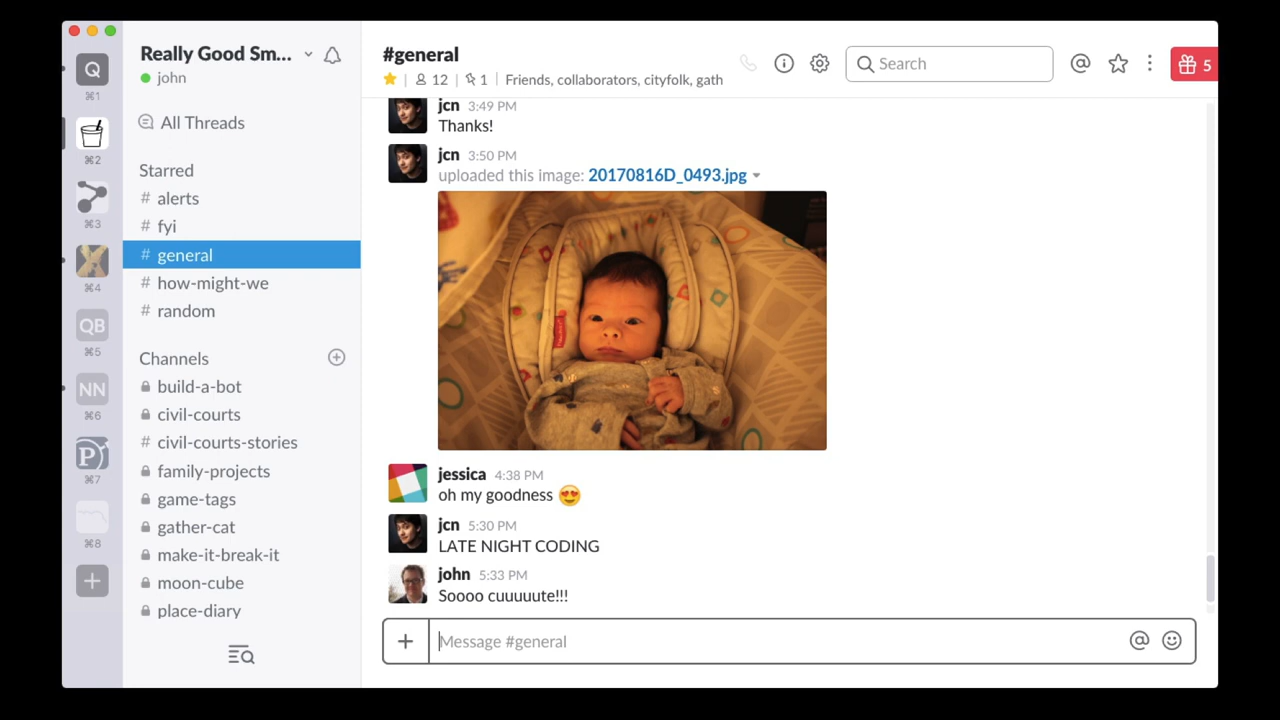 Really Good Sm...
john
⌘1
⌘2
⌘3
⌘4
QB
⌘5
NN
⌘6
P
⌘7
⌘8
Q
All Threads
Starred
# alerts
# fyi
# general
# how-might-we
# random
Channels
build-a-bot
civil-courts
# civil-courts-stories
family-projects
game-tags
gather-cat
make-it-break-it
moon-cube
place-diary
#general
12
1
Friends, collaborators, cityfolk, gath
Search
5
jcn 3:49 PM
Thanks!
jcn 3:50 PM
uploaded this image: 20170816D_0493.jpg
jessica 4:38 PM
oh my goodness 😍
jcn 5:30 PM
LATE NIGHT CODING
john 5:33 PM
Soooo cuuuuute!!!
Message #general